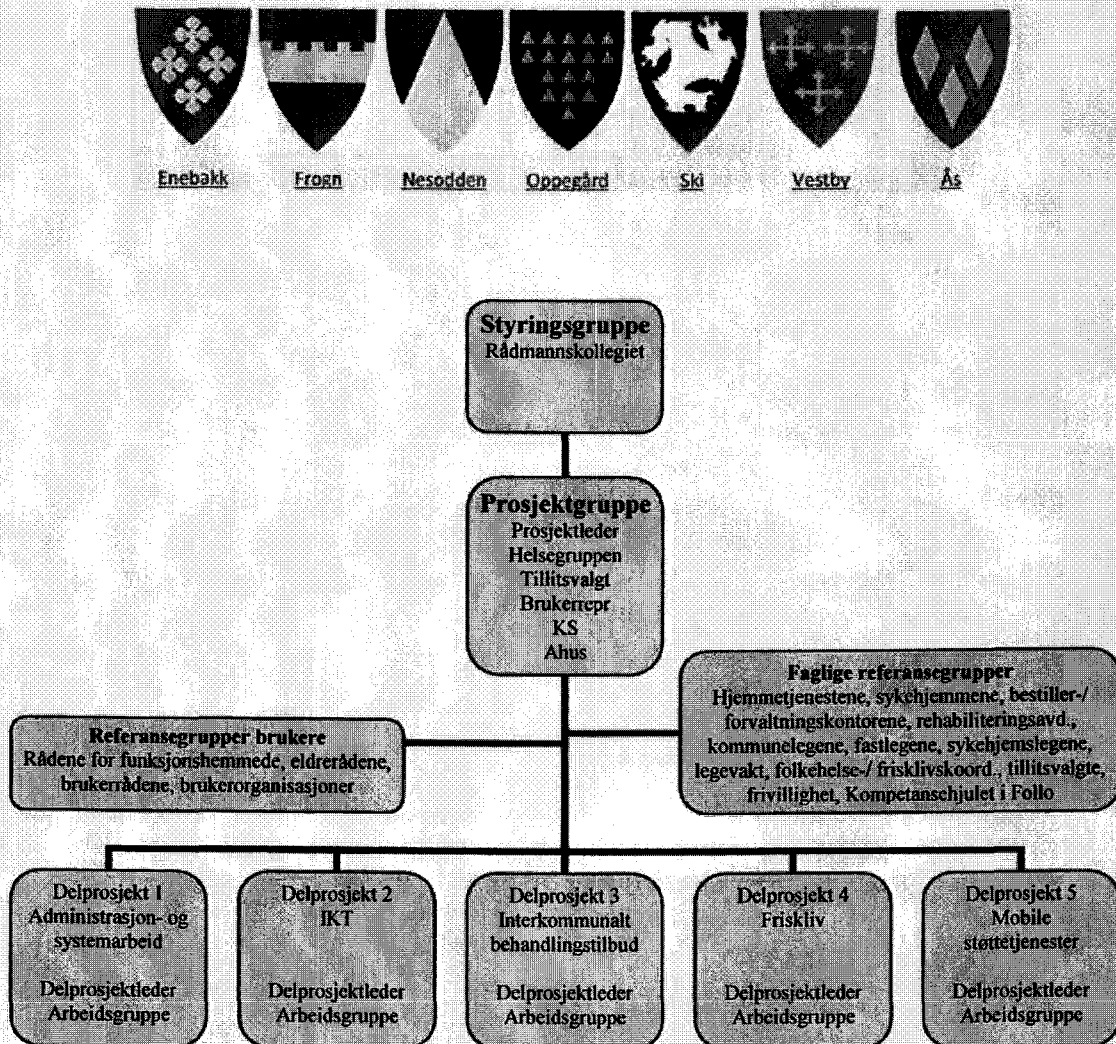 Enebakk Frogn Nesodden Oppegård Ski Vestby Ås
Styringsgruppe
Rådmannskollegiet
Prosjektgruppe
Prosjektleder
Helsegruppen
Tillitsvalgt
Brukerrepr
KS
Ahus
Faglige referansegrupper
Hjemmetjenestene, sykehjemmene, bestiller-/
forvaltningskontorene, rehabiliteringsavd.,
kommunelegene, fastlegene, sykehjemslegene,
legevakt, folkehelse-/ frisklivskoord., tillitsvalgte,
frivillighet, Kompetansehjulet i Follo
Referansegrupper brukere
Rådene for funksjonshemmede, eldrerådene,
brukerrådene, brukerorganisasjoner
Delprosjekt 1
Administrasjon- og
systemarbeid
Delprosjektleder
Arbeidsgruppe
Delprosjekt 2
IKT
Delprosjektleder
Arbeidsgruppe
Delprosjekt 3
Interkommunalt
behandlingstilbud
Delprosjektleder
Arbeidsgruppe
Delprosjekt 4
Friskliv
Delprosjektleder
Arbeidsgruppe
Delprosjekt 5
Mobile
støttetjenester
Delprosjektleder
Arbeidsgruppe